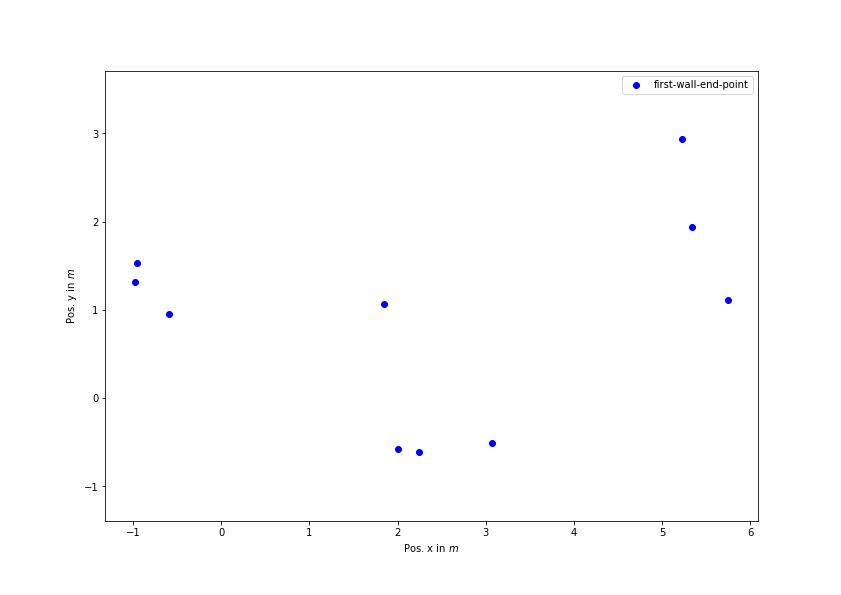 first-wall-end-point
3
2
1
0
−1
Pos. y in m
−1 0 1 2 3 4 5 6
Pos. x in m